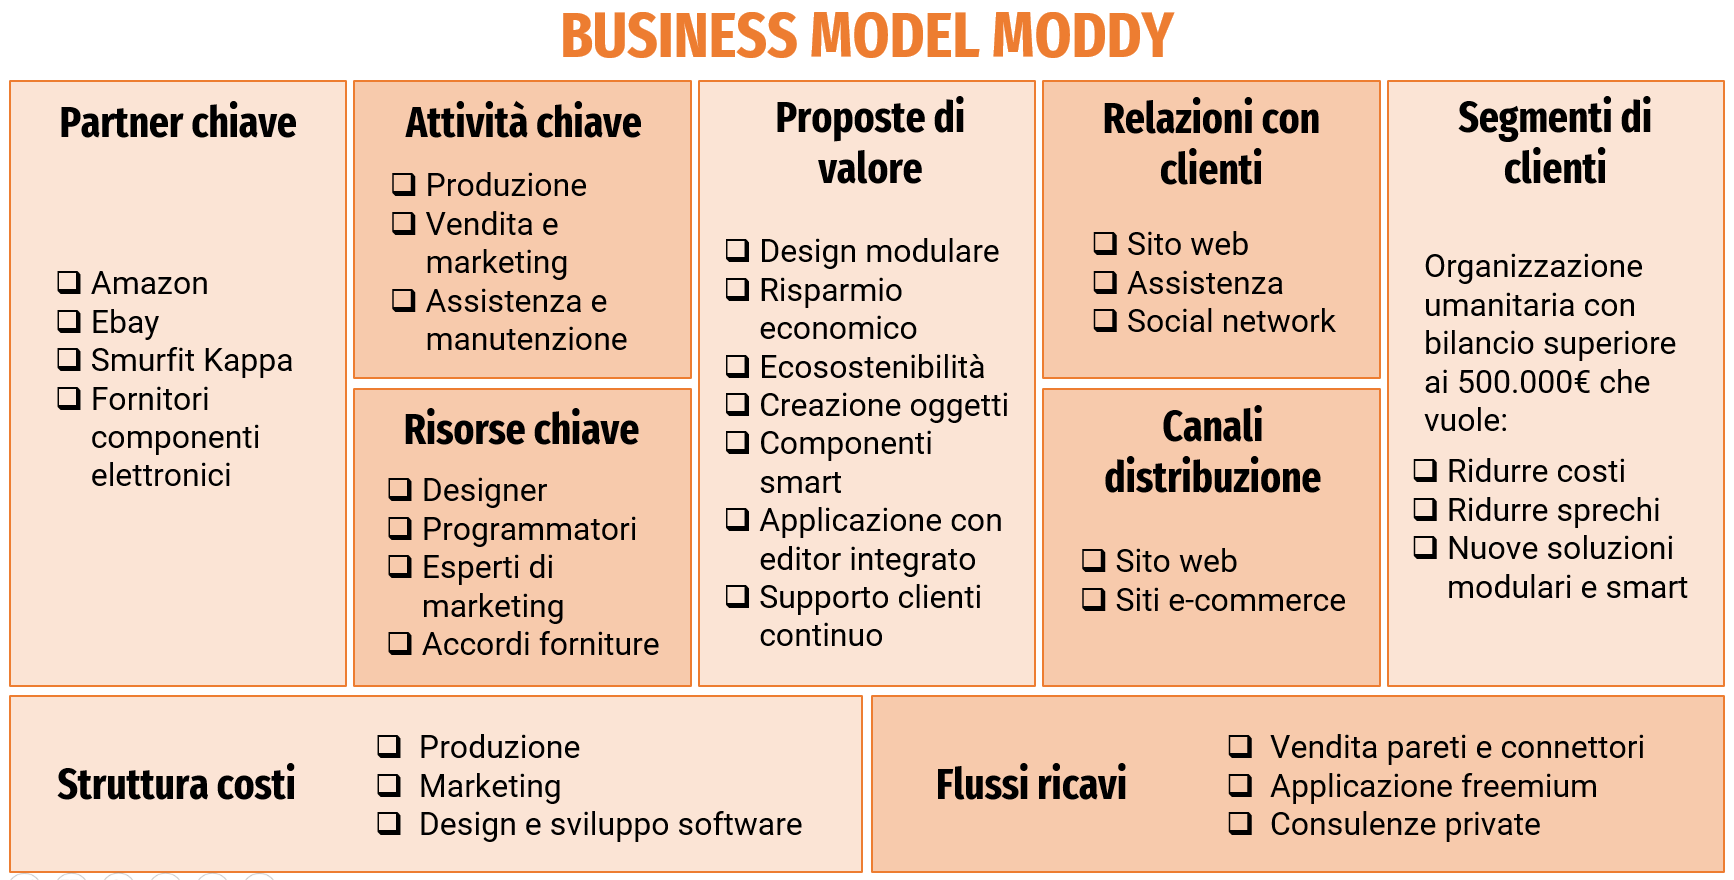 BUSINESS MODEL MODDY
Partner chiave
Amazon
Ebay
Smurfit Kappa
Fornitori
componenti
elettronici
Attività chiave
Produzione
Vendita e
marketing
Assistenza e
manutenzione
Risorse chiave
Designer
Programmatori
Esperti di
marketing
Accordi forniture
Proposte di
valore
Design modulare
Risparmio
economico
Ecosostenibilità
Creazione oggetti
Componenti
smart
Applicazione con
editor integrato
Supporto clienti
continuo
Relazioni con
clienti
Sito web
Assistenza
Social network
Canali
distribuzione
Sito web
Siti e-commerce
Segmenti di
clienti
Organizzazione
umanitaria con
bilancio superiore
ai 500.000€ che
vuole:
Ridurre costi
Ridurre sprechi
Nuove soluzioni
modulari e smart
Struttura costi
Produzione
Marketing
Design e sviluppo software
Flussi ricavi
Vendita pareti e connettori
Applicazione freemium
Consulenze private